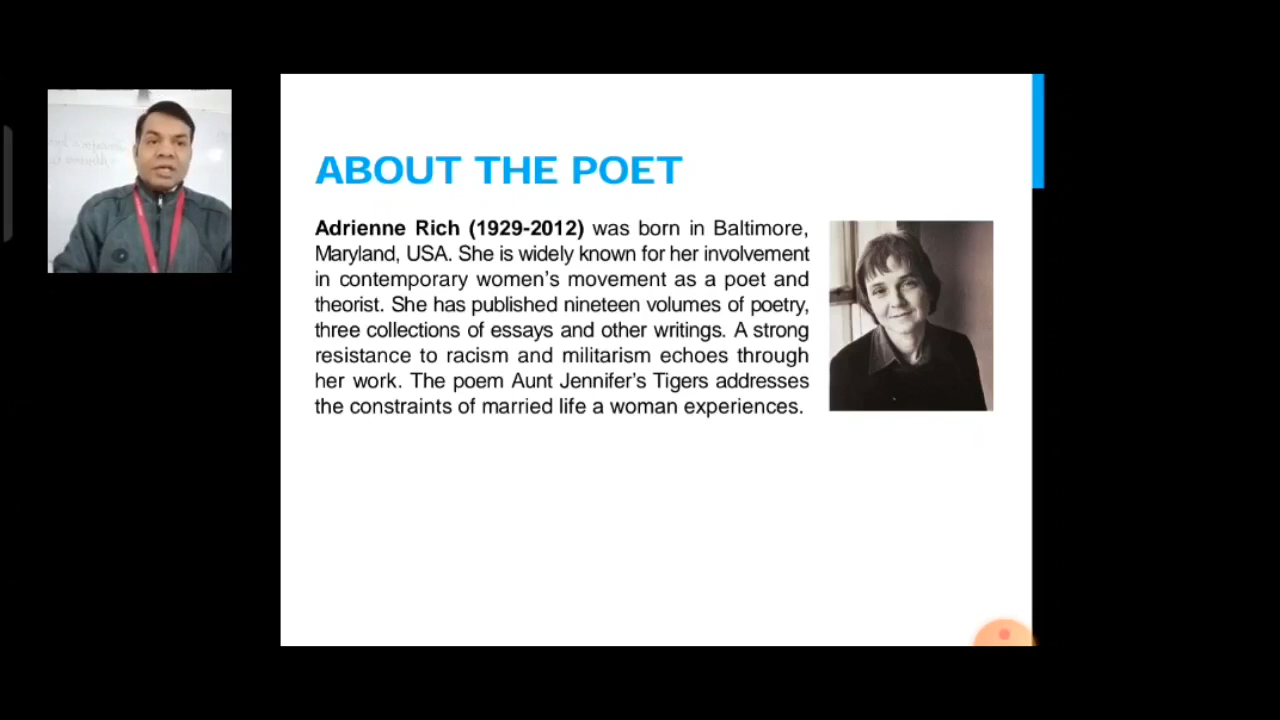 ABOUT THE POET
Adrienne Rich (1929-2012) was born in Baltimore,
Maryland, USA. She is widely known for her involvement
in contemporary women’s movement as a poet and
theorist. She has published nineteen volumes of poetry,
three collections of essays and other writings. A strong
resistance to racism and militarism echoes through
her work. The poem Aunt Jennifer’s Tigers addresses
the constraints of married life a woman experiences.